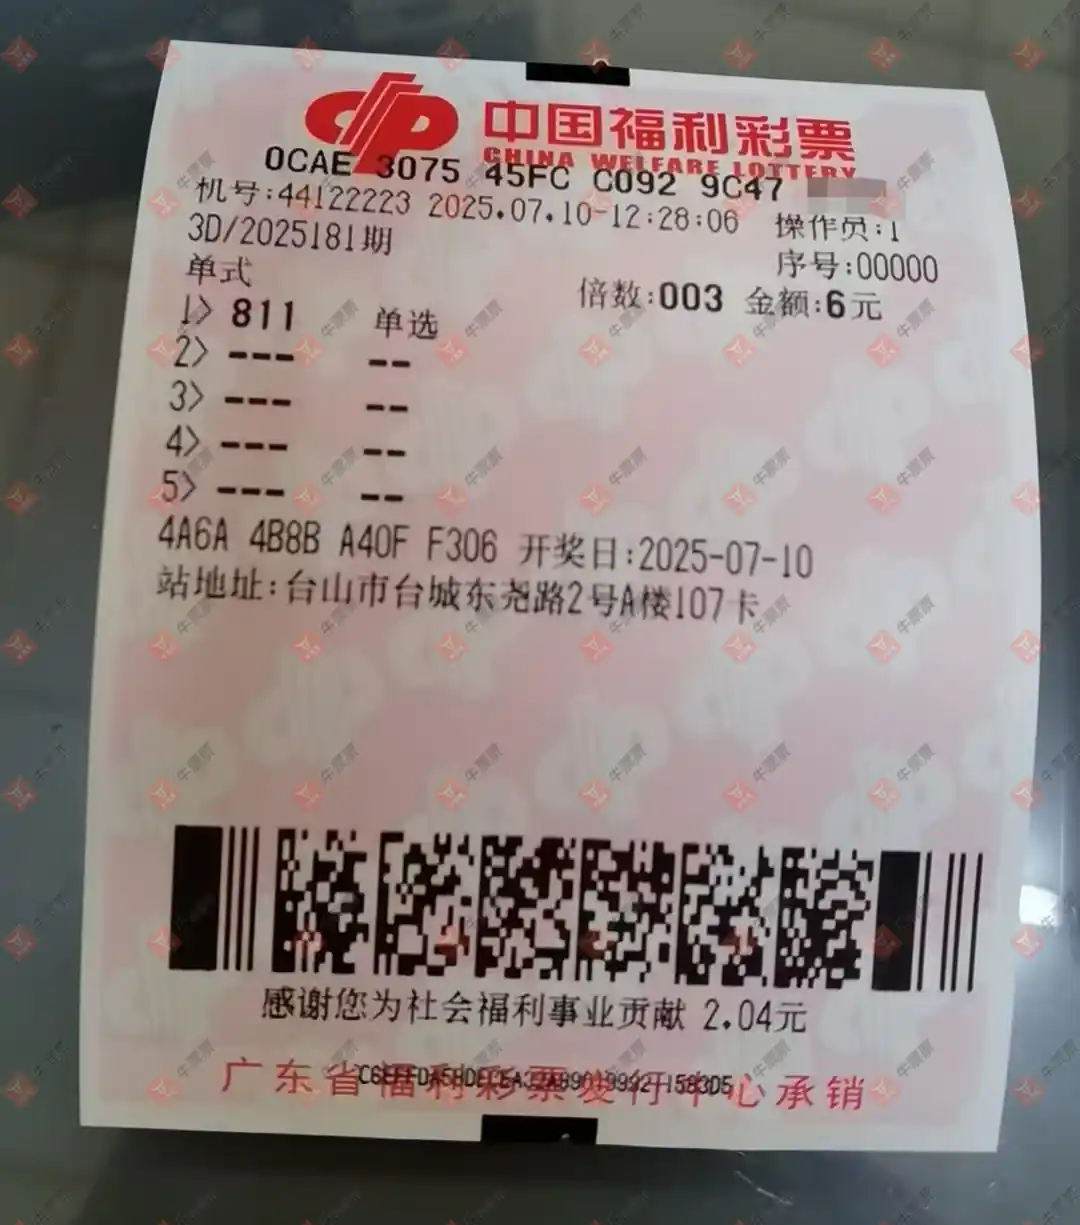 中国福利彩票
CHINA WELFARE LOTTERY
0CAE 3075 45FC C092 9C47
机号:44122223 2025.07.10-12:28:06 操作员:1
3D/2025181期 序号:00000
单式 倍数:003 金额:6元
1> 811 单选
2> --- --
3> --- --
4> --- --
5> --- --
4A6A 4B8B A40F F306 开奖日:2025-07-10
站地址:台山市台城东尧路2号A楼107卡
感谢您为社会福利事业贡献 2.04元
广东省福利彩票发行中心承销
牛票票